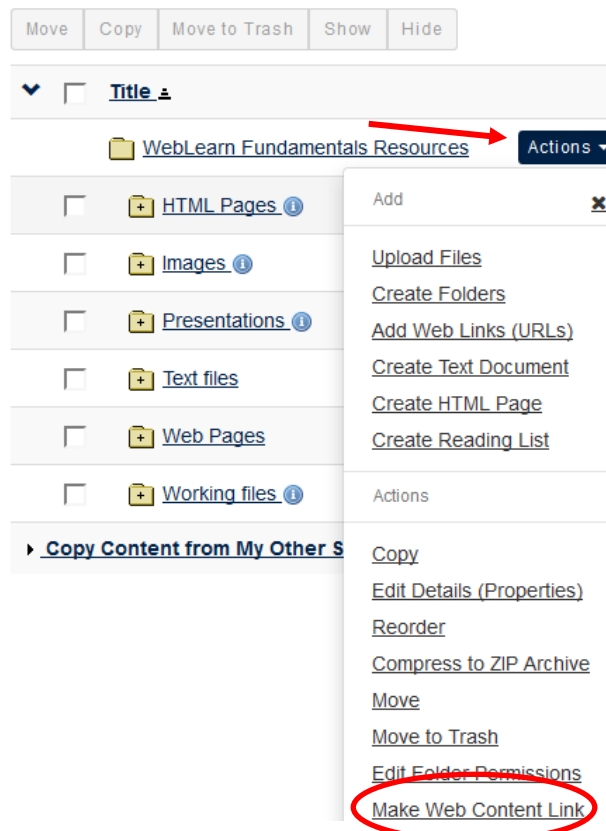 Move Copy Move to Trash Show Hide
Title
WebLearn Fundamentals Resources Actions
HTML Pages
Images
Presentations
Text files
Web Pages
Working files
Copy Content from My Other S
Add
Upload Files
Create Folders
Add Web Links (URLs)
Create Text Document
Create HTML Page
Create Reading List
Actions
Copy
Edit Details (Properties)
Reorder
Compress to ZIP Archive
Move
Move to Trash
Edit Folder Permissions
Make Web Content Link